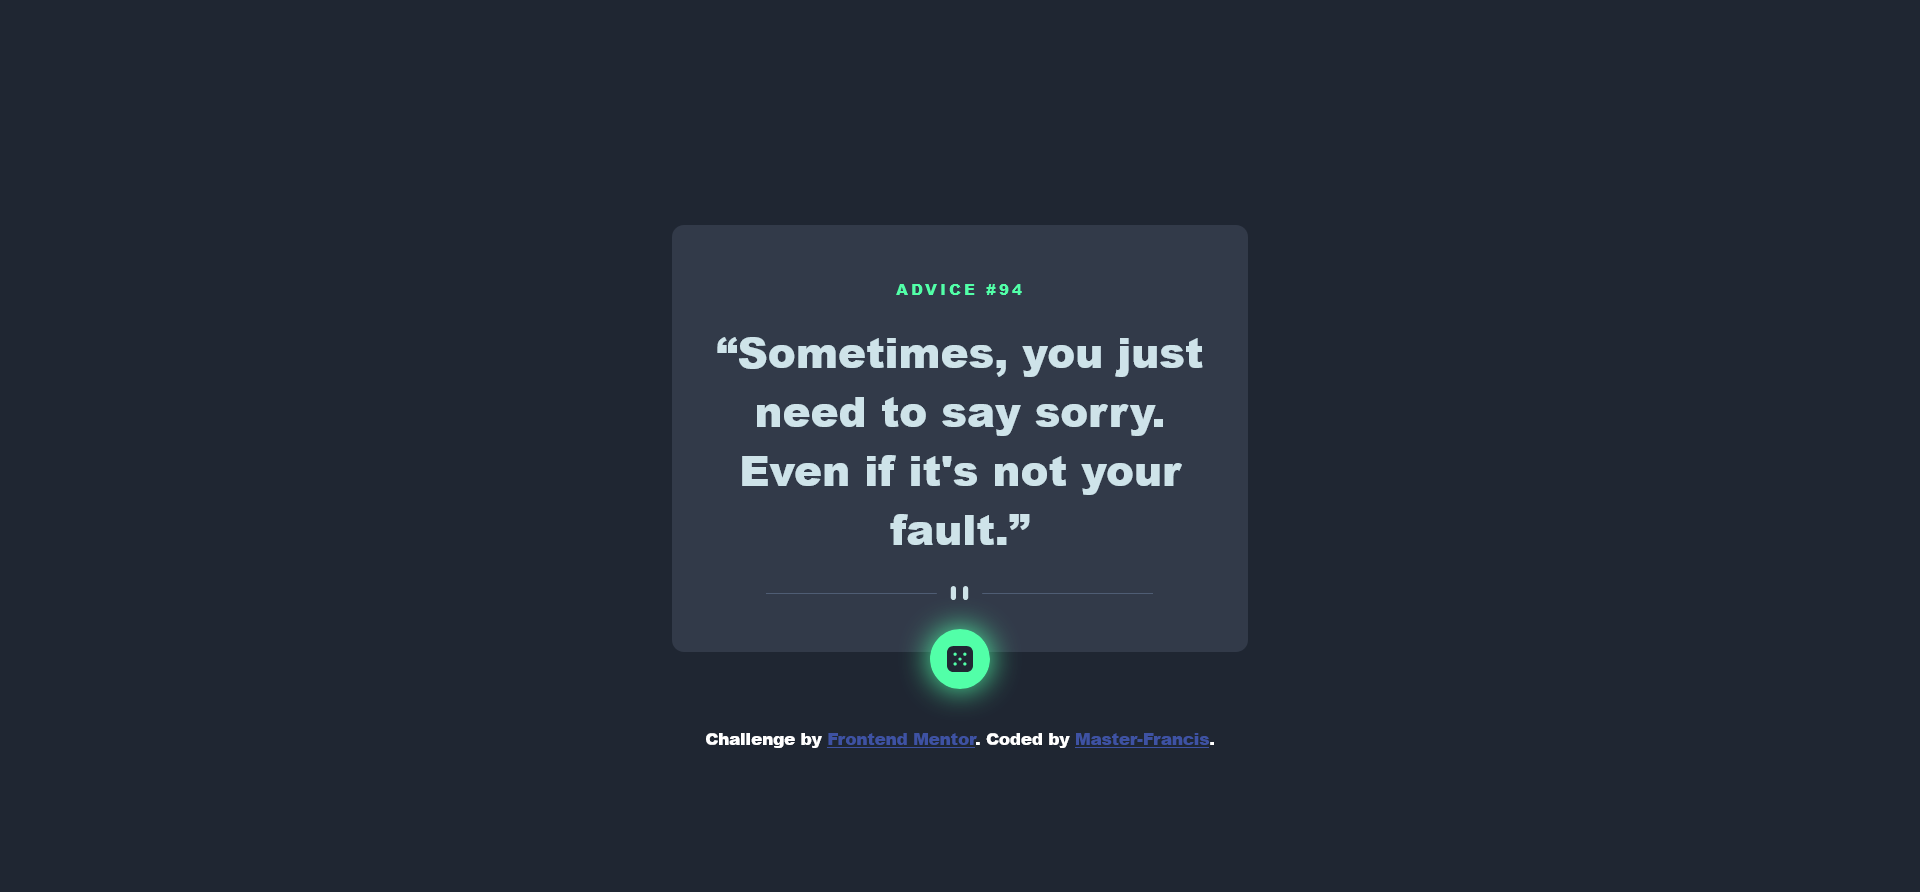 ADVICE #94
“Sometimes, you just
need to say sorry.
Even if it's not your
fault.”
Challenge by Frontend Mentor. Coded by Master-Francis.